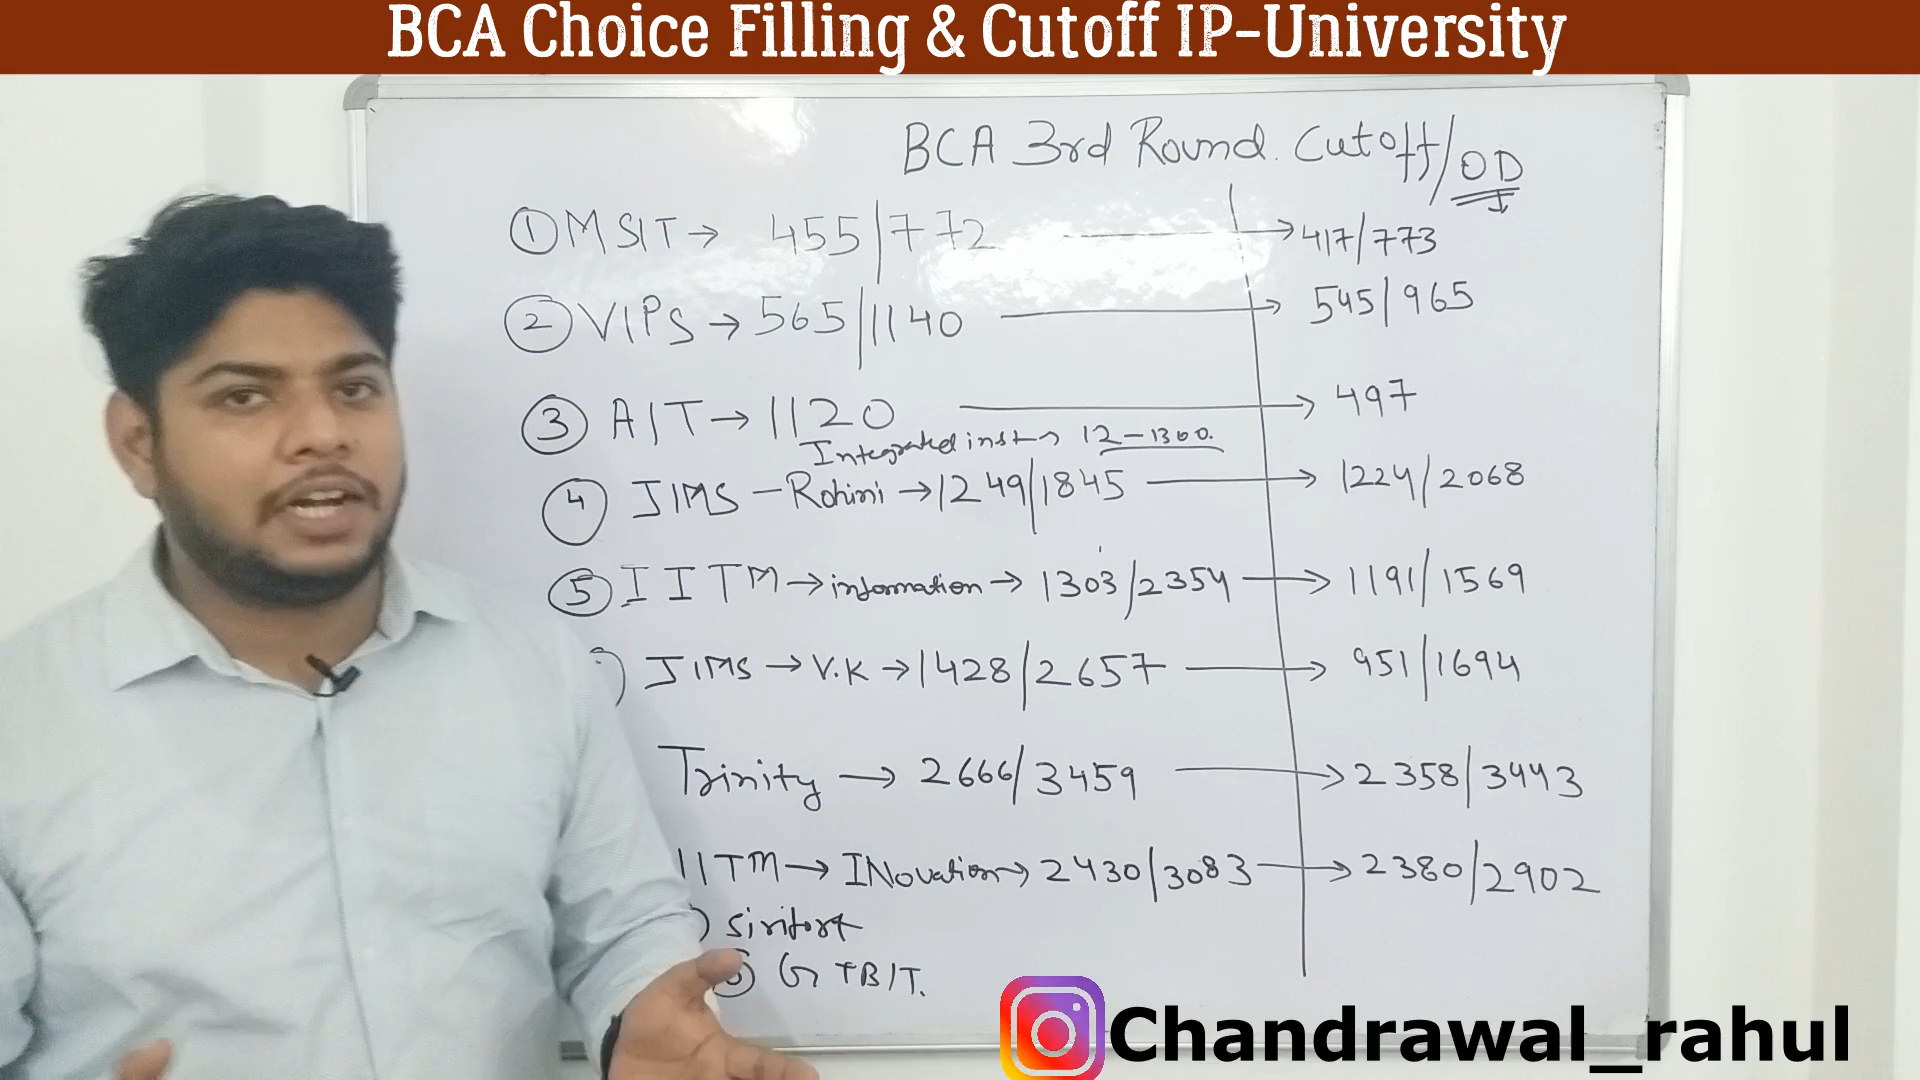 BCA Choice Filling & Cutoff IP-University
BCA 3rd Round. Cutoff/OD
① MSIT → 455/772 → 417/773
② VIPS → 565/1140 → 545/965
③ AIT → 1120 → 497
Integrated inst → 12-1300.
④ JIMS - Rohini → 1249/1845 → 1224/2068
⑤ IITM → information → 1303/2354 → 1191/1569
JIMS → V.K → 1428/2657 → 951/1694
Trinity → 2666/3459 → 2358/3443
IITM → INovation → 2430/3083 → 2380/2902
) Sirifort
GTBIT.
Chandrawal_rahul